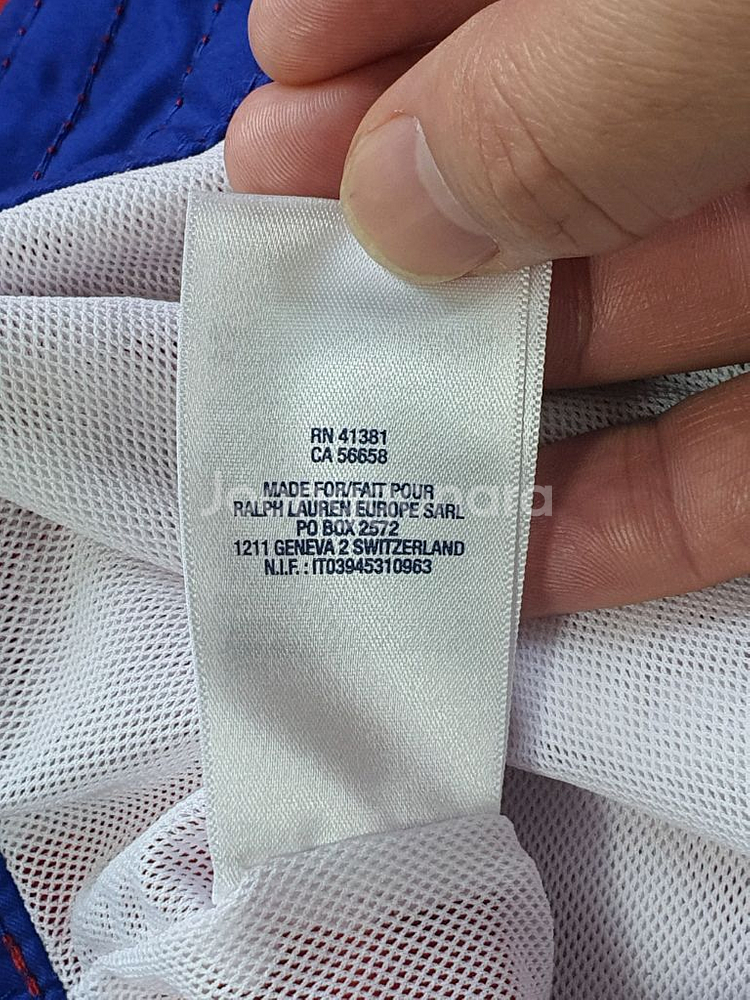 RN 41381
CA 56658
MADE FOR/FAIT POUR
RALPH LAUREN EUROPE SARL
PO BOX 2572
1211 GENEVA 2 SWITZERLAND
N.I.F. : IT03945310963